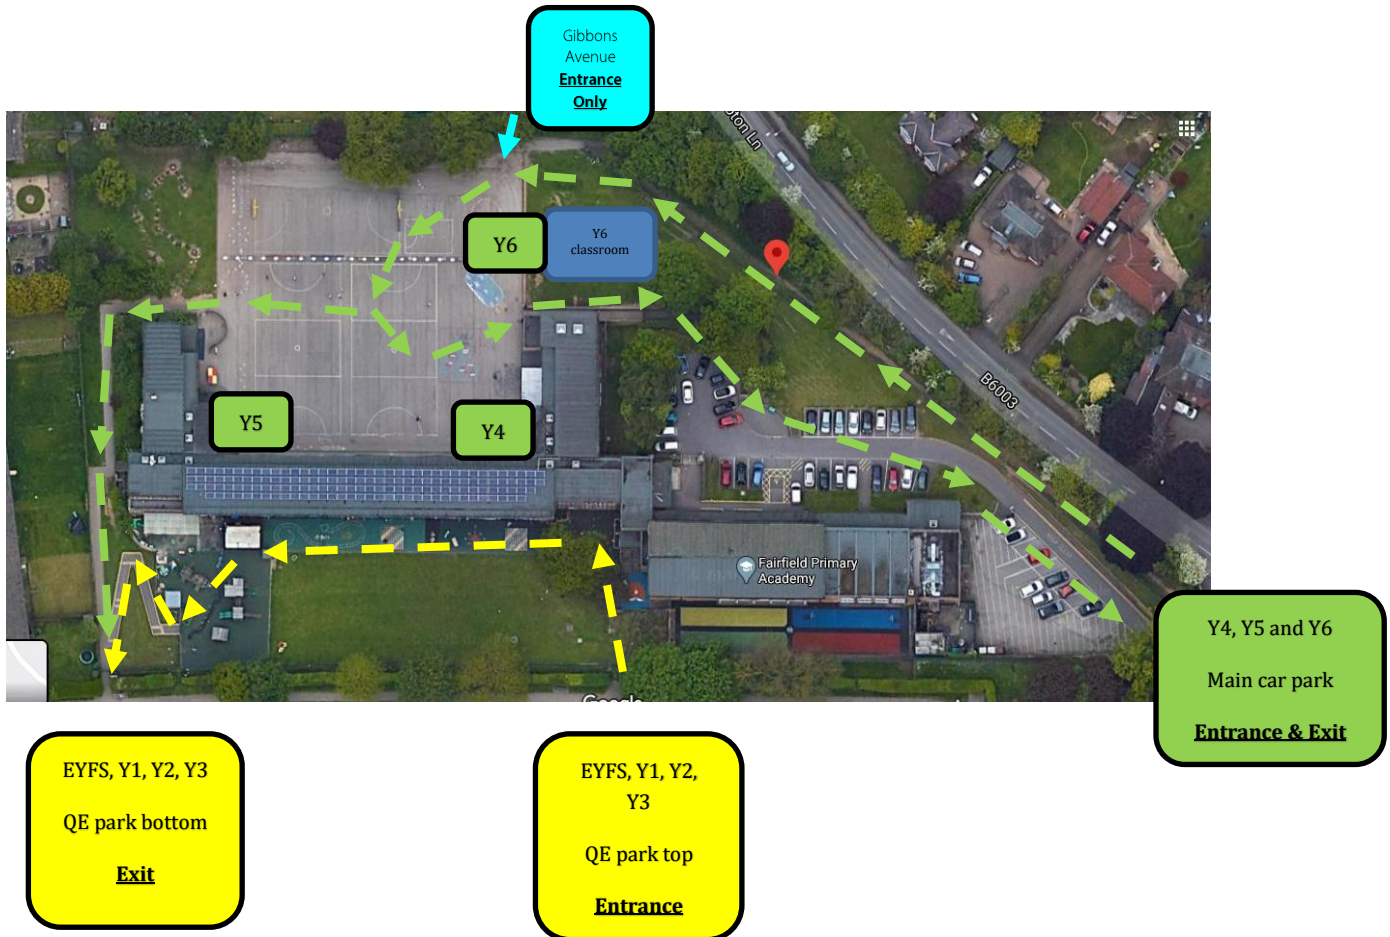 Gibbons
Avenue
Entrance
Only
Y6
Y6
classroom
B6003
Y5
Y4
Fairfield Primary
Academy
Y4, Y5 and Y6
Main car park
Entrance & Exit
EYFS, Y1, Y2, Y3
QE park bottom
Exit
EYFS, Y1, Y2,
Y3
QE park top
Entrance